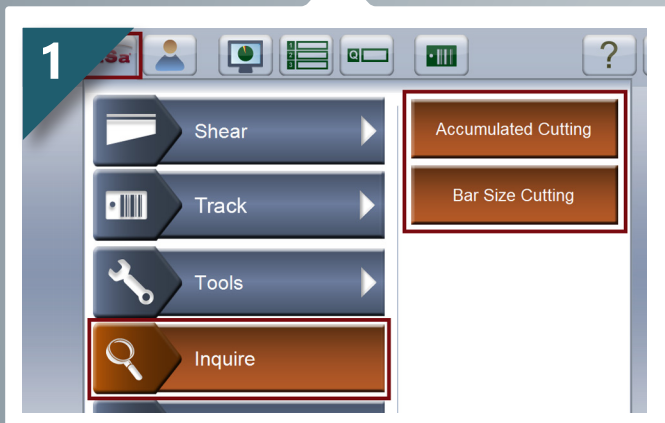 1
Shear
Track
Tools
Inquire
Accumulated Cutting
Bar Size Cutting
?